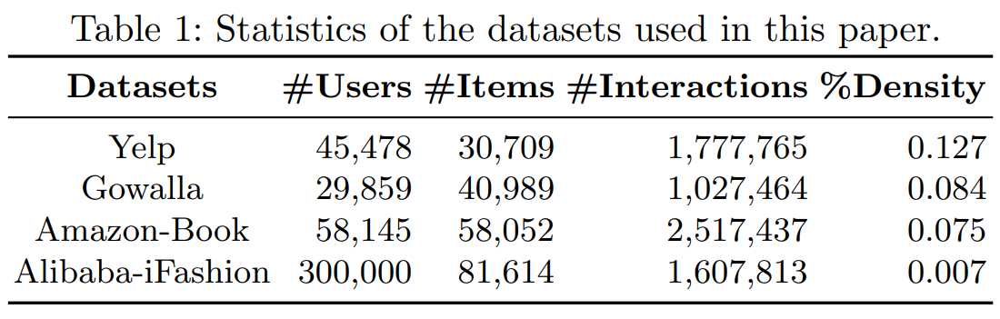 Table 1: Statistics of the datasets used in this paper.
Datasets #Users #Items #Interactions %Density
Yelp 45,478 30,709 1,777,765 0.127
Gowalla 29,859 40,989 1,027,464 0.084
Amazon-Book 58,145 58,052 2,517,437 0.075
Alibaba-iFashion 300,000 81,614 1,607,813 0.007